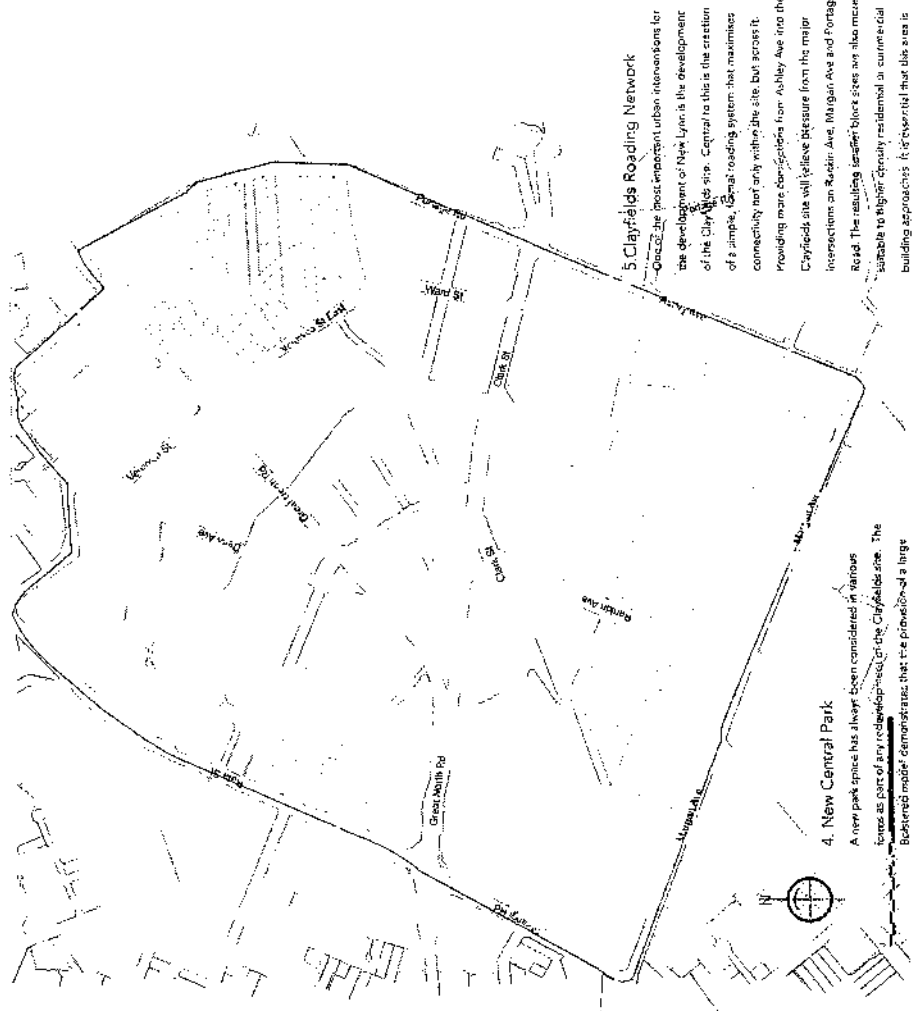 5.Clayfields Roading Network
One of the most important urban interventions for
the development of New Lynn is the development
of the Clayfields site. Central to this is the creation
of a simple, formal roading system that maximises
connectivity not only within the site, but across it.
Providing more connections from Ashley Ave into the
Clayfields site will relieve pressure from the major
intersections on Rankin Ave, Margan Ave and Portage
Road. The resulting smaller block sizes are also more
suitable to higher density residential or commercial
building approaches. It is essential that this area is
4. New Central Park
A new park space has always been considered in various
forms as part of any redevelopment of the Clayfields site. The
Bolstered model demonstrates that the provision of a large
N
Ward St
Clark St
Clark St
Rankin Ave
Great North Rd
Great North Rd
Margan Ave
Margan Ave
Veronica St
Veronica St East